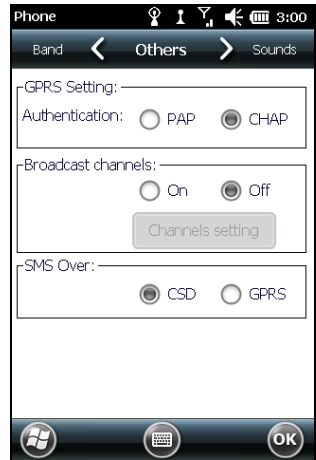 Phone 3:00
Band Others Sounds
GPRS Setting:
Authentication: PAP CHAP
Broadcast channels:
On Off
Channels setting
SMS Over:
CSD GPRS
OK